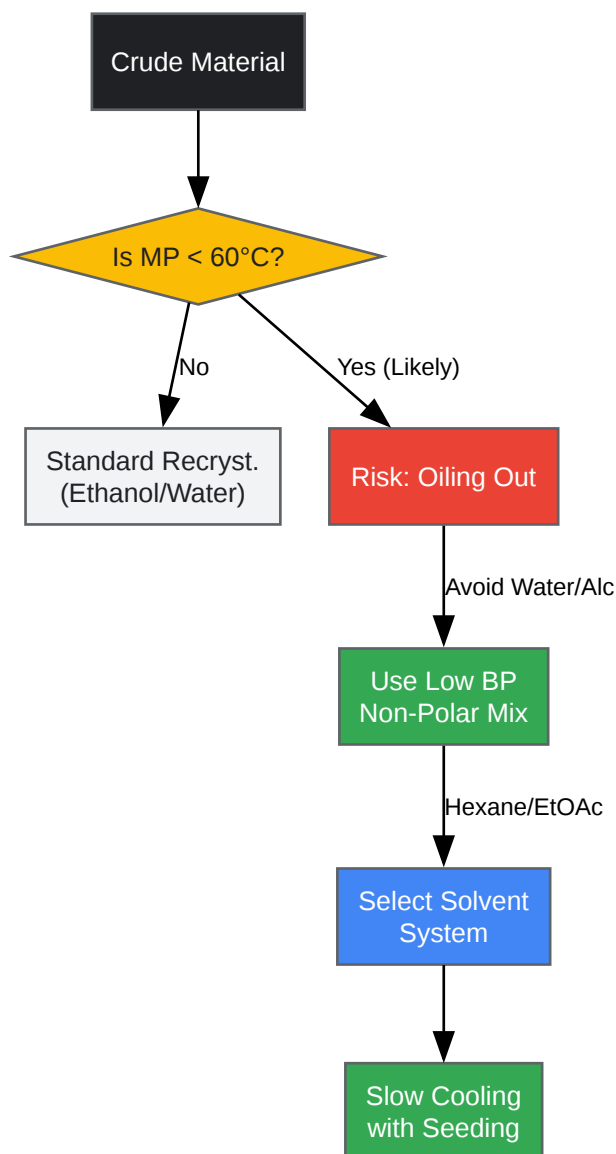 Crude Material
Is MP < 60°C?
No
Yes (Likely)
Standard Recryst.
(Ethanol/Water)
Risk: Oiling Out
Avoid Water/Alc
Use Low BP
Non-Polar Mix
Hexane/EtOAc
Select Solvent
System
Slow Cooling
with Seeding